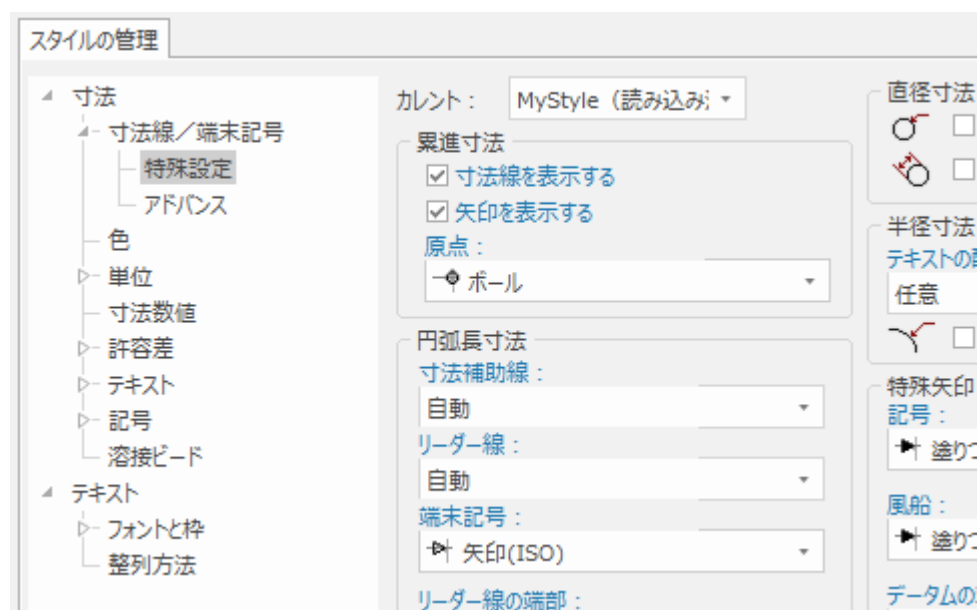 スタイルの管理
寸法
寸法線／端末記号
特殊設定
アドバンス
色
単位
寸法数値
許容差
テキスト
記号
溶接ビード
テキスト
フォントと枠
整列方法
カレント： MyStyle（読み込み
累進寸法
寸法線を表示する
矢印を表示する
原点：
ボール
円弧長寸法
寸法補助線：
自動
リーダー線：
自動
端末記号：
矢印(ISO)
リーダー線の端部：
直径寸法
半径寸法
テキストの
任意
特殊矢印
記号：
塗りつ
風船：
塗りつ
データムの